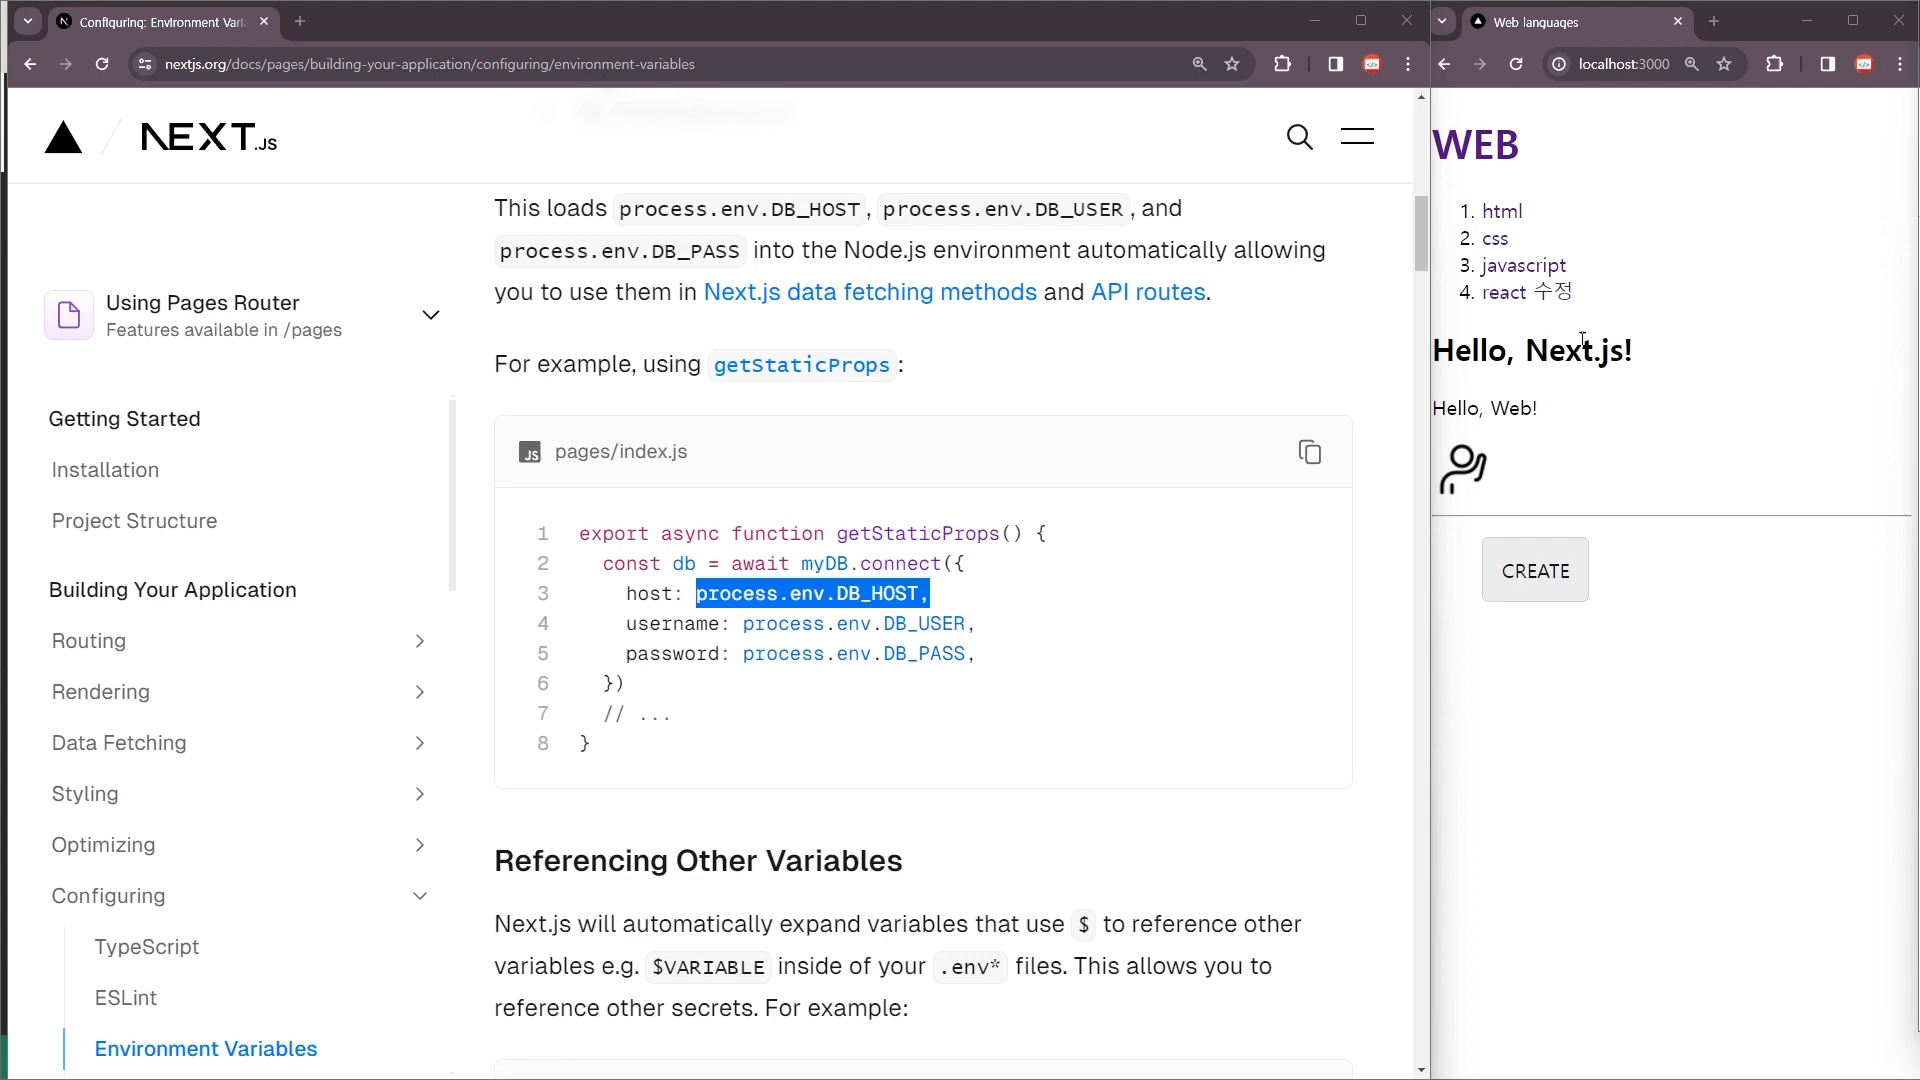 Configuring: Environment Vari
nextjs.org/docs/pages/building-your-application/configuring/environment-variables
NEXT.JS
Using Pages Router
Features available in /pages
Getting Started
Installation
Project Structure
Building Your Application
Routing
Rendering
Data Fetching
Styling
Optimizing
Configuring
TypeScript
ESLint
Environment Variables
This loads process.env.DB_HOST, process.env.DB_USER, and
process.env.DB_PASS into the Node.js environment automatically allowing
you to use them in Next.js data fetching methods and API routes.
For example, using getStaticProps:
JS pages/index.js
1 export async function getStaticProps() {
2 const db = await myDB.connect({
3 host: process.env.DB_HOST,
4 username: process.env.DB_USER,
5 password: process.env.DB_PASS,
6 })
7 // ...
8 }
Referencing Other Variables
Next.js will automatically expand variables that use $ to reference other
variables e.g. $VARIABLE inside of your .env* files. This allows you to
reference other secrets. For example:
Web languages
localhost:3000
WEB
1. html
2. css
3. javascript
4. react 수정
Hello, Next.js!
Hello, Web!
CREATE